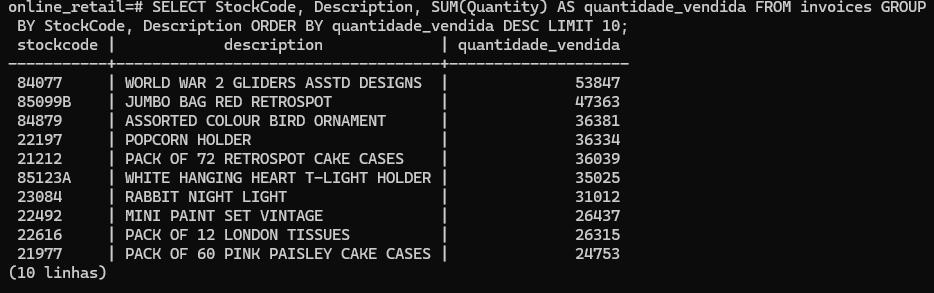 online_retail=# SELECT StockCode, Description, SUM(Quantity) AS quantidade_vendida FROM invoices GROUP
 BY StockCode, Description ORDER BY quantidade_vendida DESC LIMIT 10;
 stockcode |            description             | quantidade_vendida
-----------+------------------------------------+--------------------
 84077     | WORLD WAR 2 GLIDERS ASSTD DESIGNS  |              53847
 85099B    | JUMBO BAG RED RETROSPOT            |              47363
 84879     | ASSORTED COLOUR BIRD ORNAMENT      |              36381
 22197     | POPCORN HOLDER                     |              36334
 21212     | PACK OF 72 RETROSPOT CAKE CASES    |              36039
 85123A    | WHITE HANGING HEART T-LIGHT HOLDER |              35025
 23084     | RABBIT NIGHT LIGHT                 |              31012
 22492     | MINI PAINT SET VINTAGE             |              26437
 22616     | PACK OF 12 LONDON TISSUES          |              26315
 21977     | PACK OF 60 PINK PAISLEY CAKE CASES |              24753
(10 linhas)